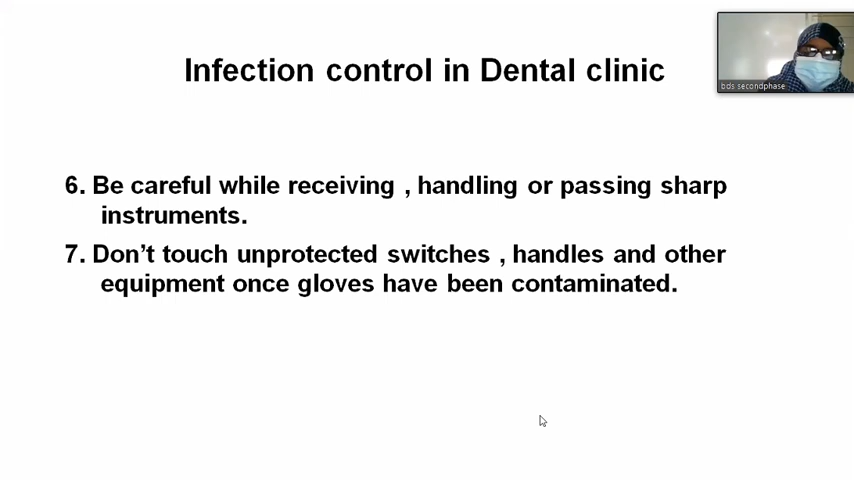 Infection control in Dental clinic
bds secondphase
6. Be careful while receiving , handling or passing sharp
instruments.
7. Don’t touch unprotected switches , handles and other
equipment once gloves have been contaminated.